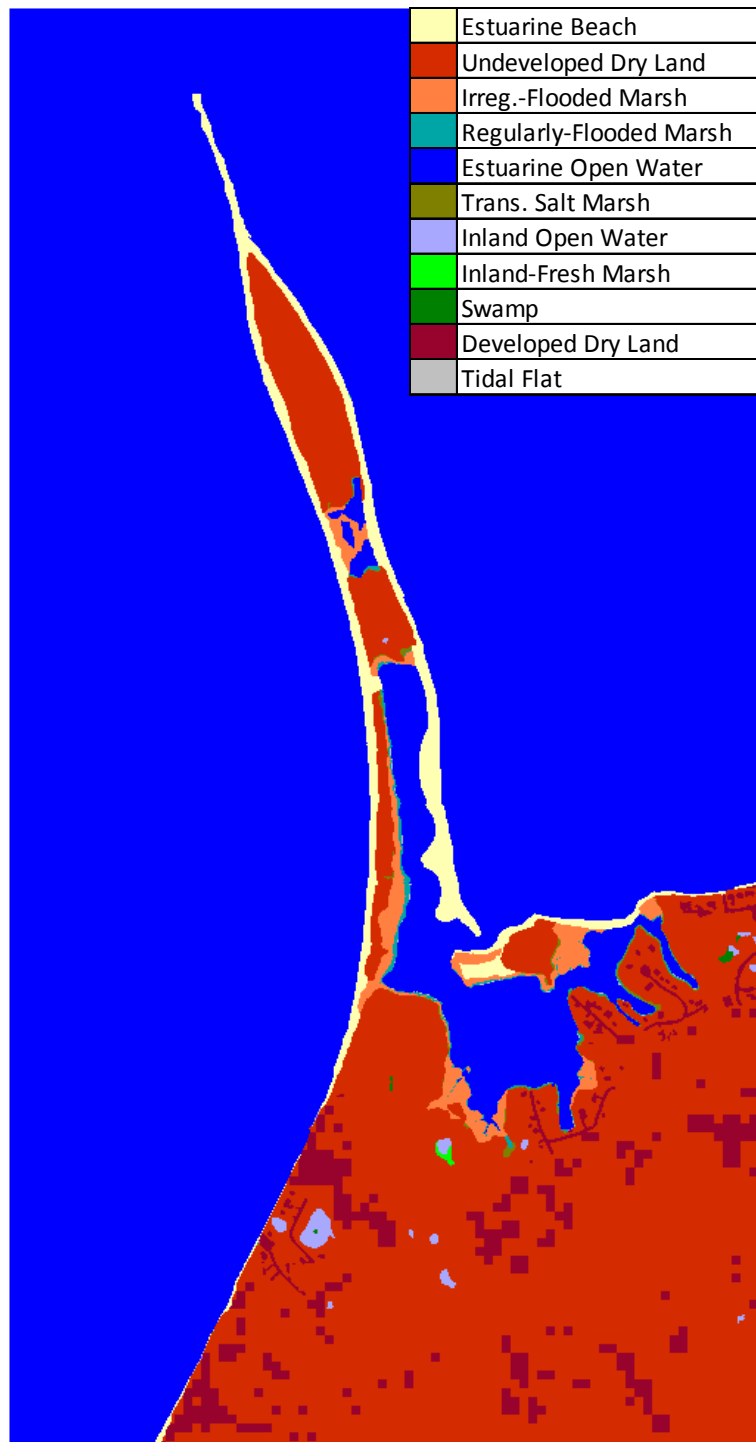 Estuarine Beach
Undeveloped Dry Land
Irreg.-Flooded Marsh
Regularly-Flooded Marsh
Estuarine Open Water
Trans. Salt Marsh
Inland Open Water
Inland-Fresh Marsh
Swamp
Developed Dry Land
Tidal Flat